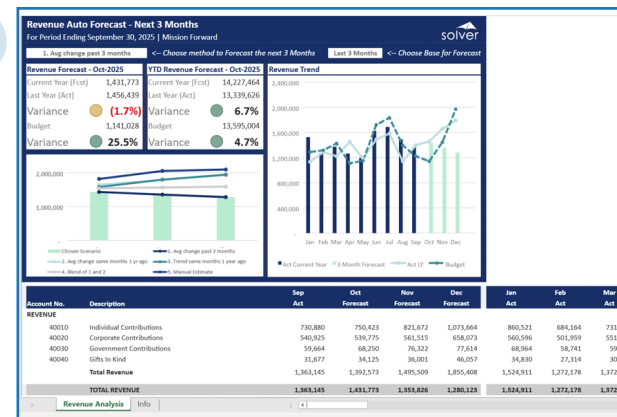 Revenue Auto Forecast - Next 3 Months
For Period Ending September 30, 2025 | Mission Forward
solver
1. Avg change past 3 months <-- Choose method to Forecast the next 3 Months Last 3 Months <-- Choose Base for Forecast
Revenue Forecast - Oct-2025 YTD Revenue Forecast - Oct-2025 Revenue Trend
Current Year (Fcst) 1,431,773 Current Year (Fcst) 14,227,464
Last Year (Act) 1,456,439 Last Year (Act) 13,339,626
Variance (1.7%) Variance 6.7%
Budget 1,141,028 Budget 13,595,004
Variance 25.5% Variance 4.7%
2,400,000
2,000,000
1,600,000
1,200,000
800,000
400,000
-
Jan Feb Mar Apr May Jun Jul Aug Sep Oct Nov Dec
Act Current Year 3 Month Forecast Act LY Budget
2,000,000
1,000,000
-
Chosen Scenario 1. Avg change past 3 months
2. Avg change same months 1 yr ago 3. Trend same months 1 year ago
4. Blend of 1 and 2 5. Manual Estimate
Sep Oct Nov Dec Jan Feb Mar
Account No. Description Act Forecast Forecast Forecast Act Act Act
REVENUE
40010 Individual Contributions 730,880 750,423 821,672 1,073,664 860,521 684,164 731
40020 Corporate Contributions 540,925 539,775 561,515 658,073 560,596 501,959 551
40030 Government Contributions 59,664 68,250 76,322 77,614 68,964 58,741 59
40040 Gifts In Kind 31,677 34,125 36,001 46,057 34,830 27,314 30
Total Revenue 1,363,145 1,392,573 1,495,509 1,855,408 1,524,911 1,272,178 1,372
TOTAL REVENUE 1,363,145 1,431,773 1,353,826 1,280,123 1,524,911 1,272,178 1,372
Revenue Analysis Info